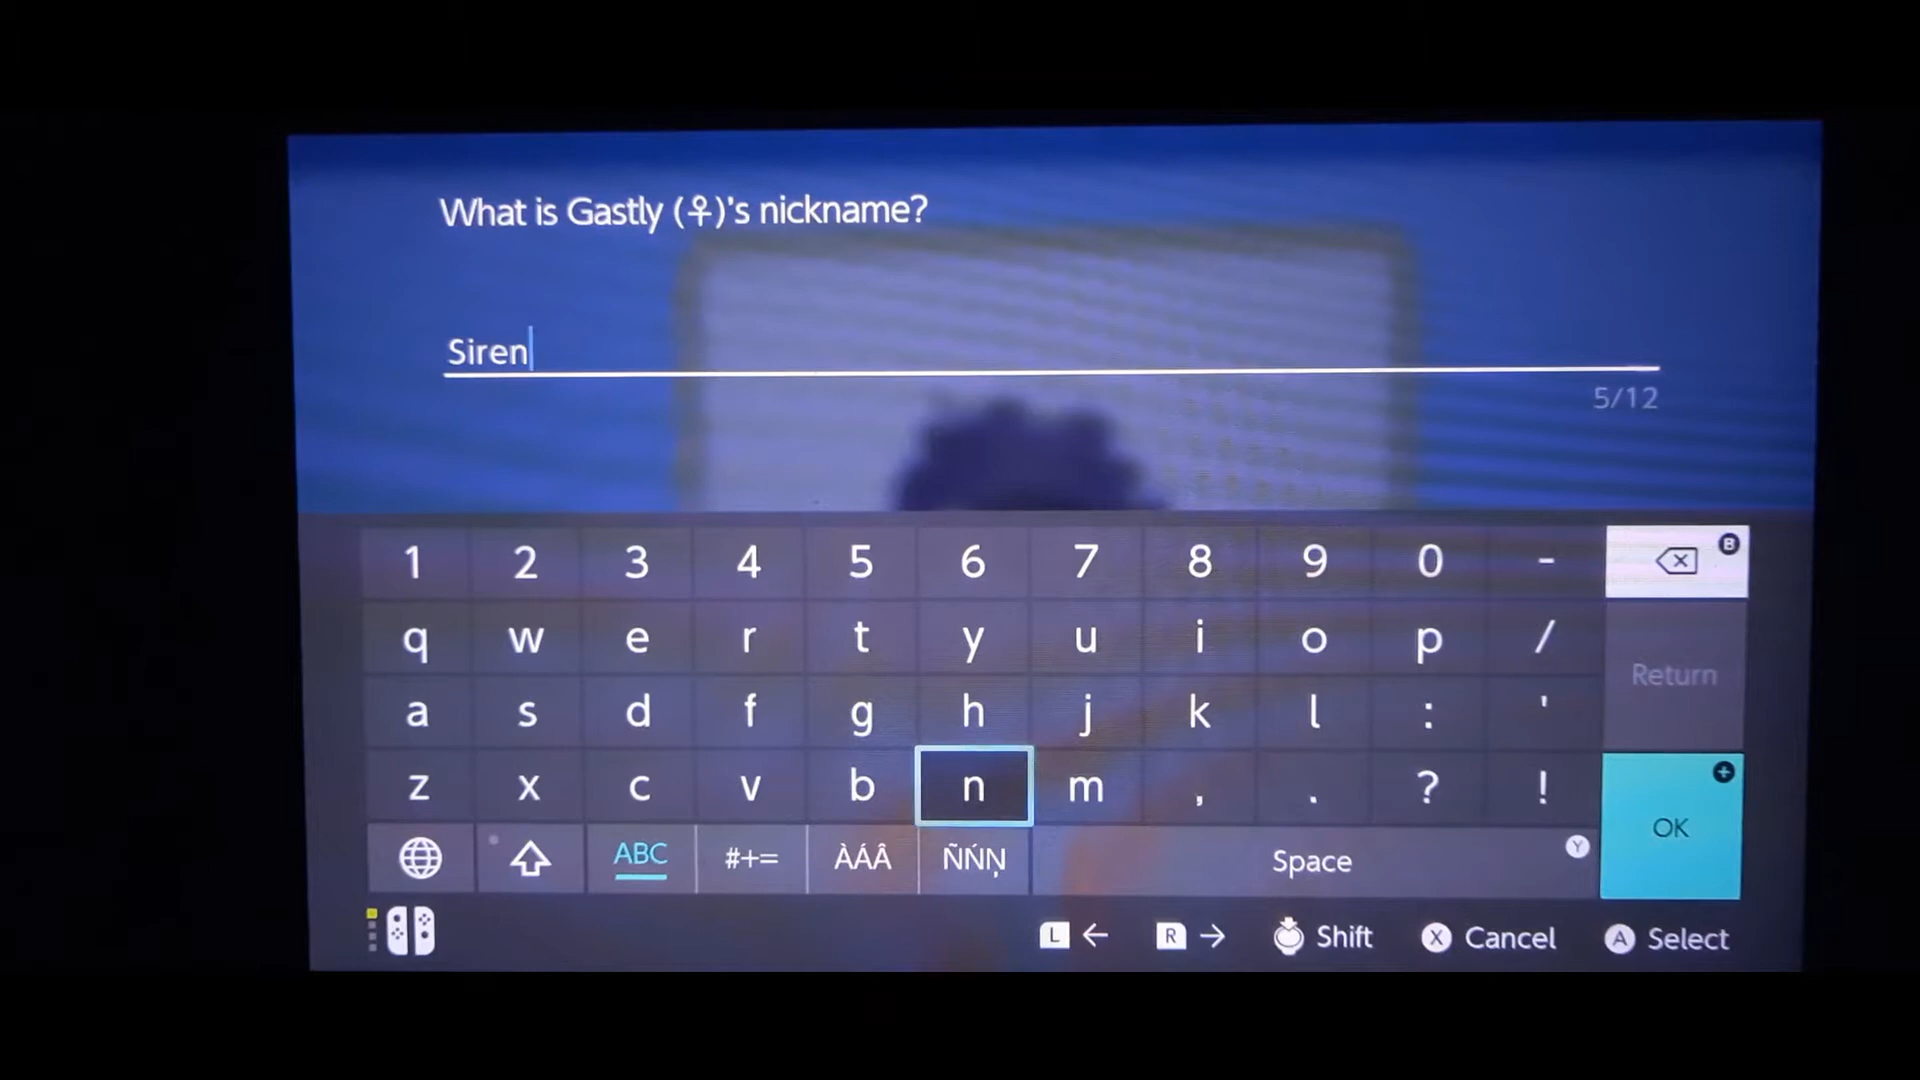 What is Gastly (♀)'s nickname?
Siren
5/12
1 2 3 4 5 6 7 8 9 0 - B
q w e r t y u i o p /
Return
a s d f g h j k l : '
z x c v b n m , . ? !
+
OK
ABC #+= ÀÁÂ ÑŃŅ Space Y
L ← R → Shift X Cancel A Select